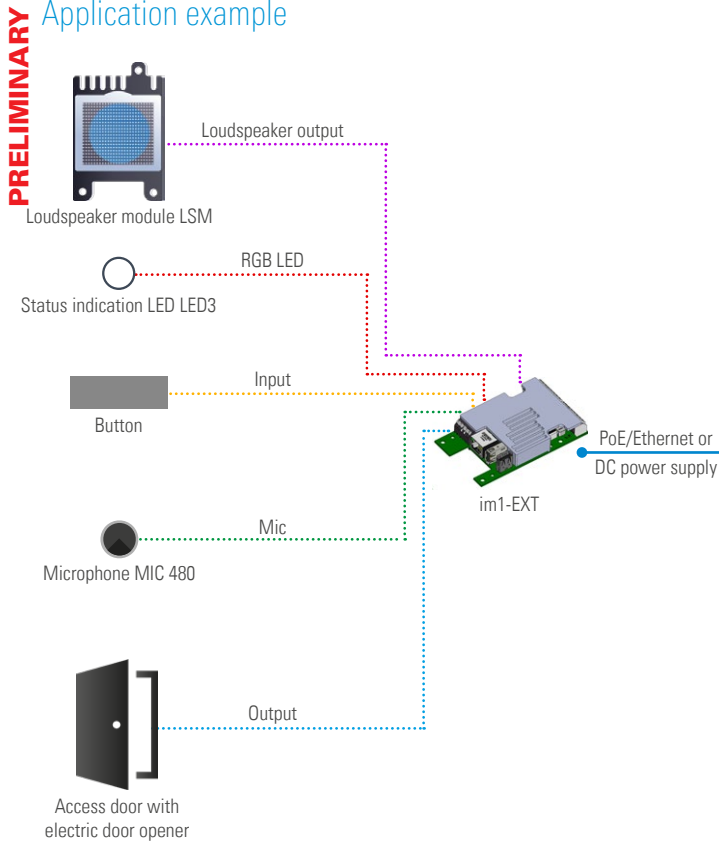 PRELIMINARY
Application example
Loudspeaker output
Loudspeaker module LSM
RGB LED
Status indication LED LED3
Input
Button
PoE/Ethernet or
DC power supply
im1-EXT
Mic
Microphone MIC 480
Output
Access door with
electric door opener